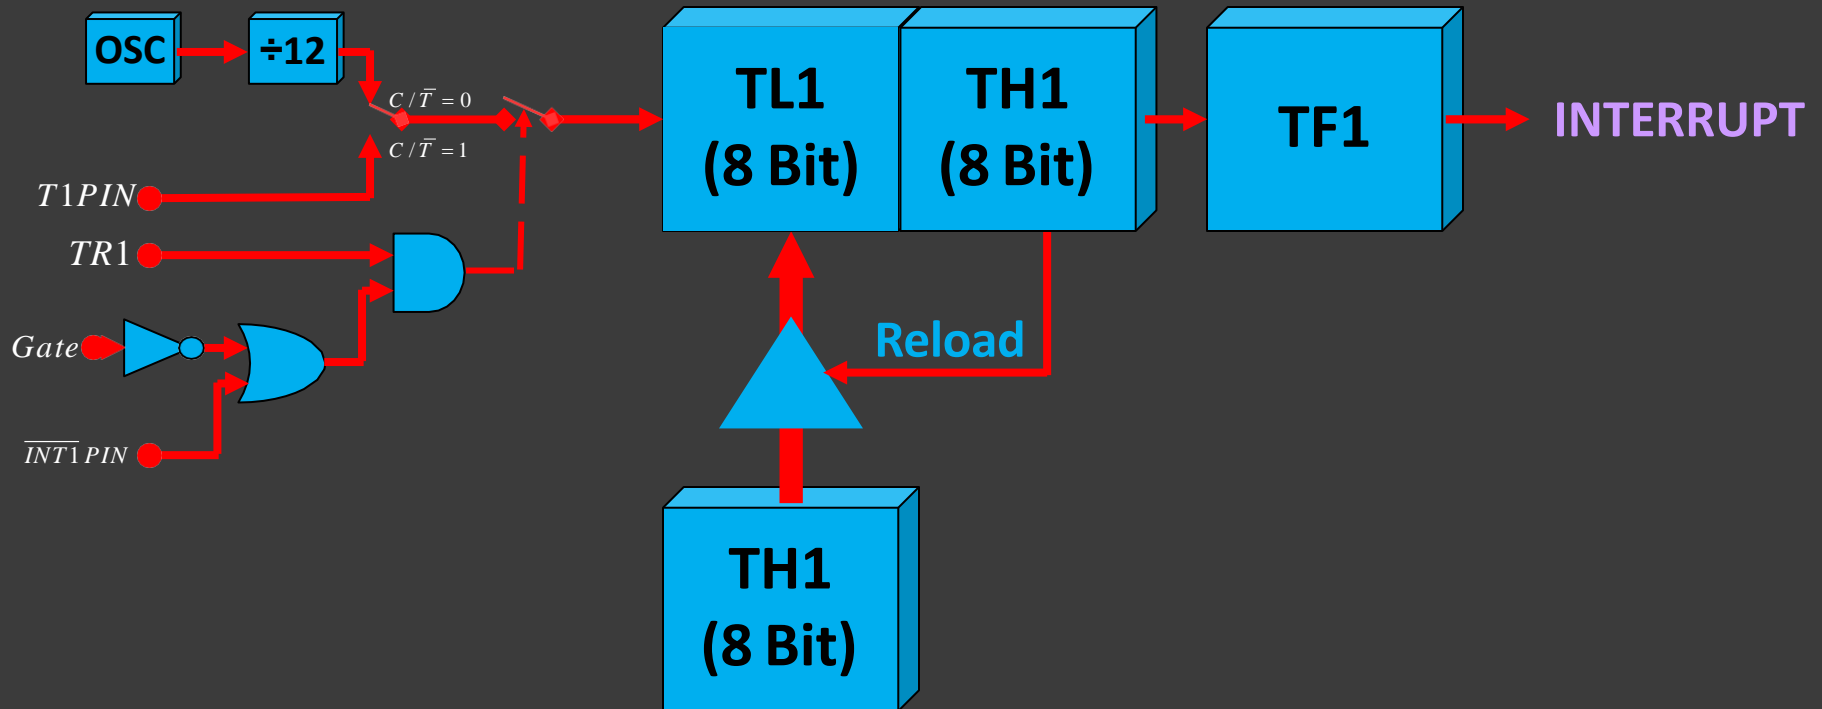 OSC
÷12
C / T̅ = 0
C / T̅ = 1
T1PIN
TR1
Gate
I̅N̅T̅1̅ PIN
TL1
(8 Bit)
TH1
(8 Bit)
TF1
INTERRUPT
Reload
TH1
(8 Bit)